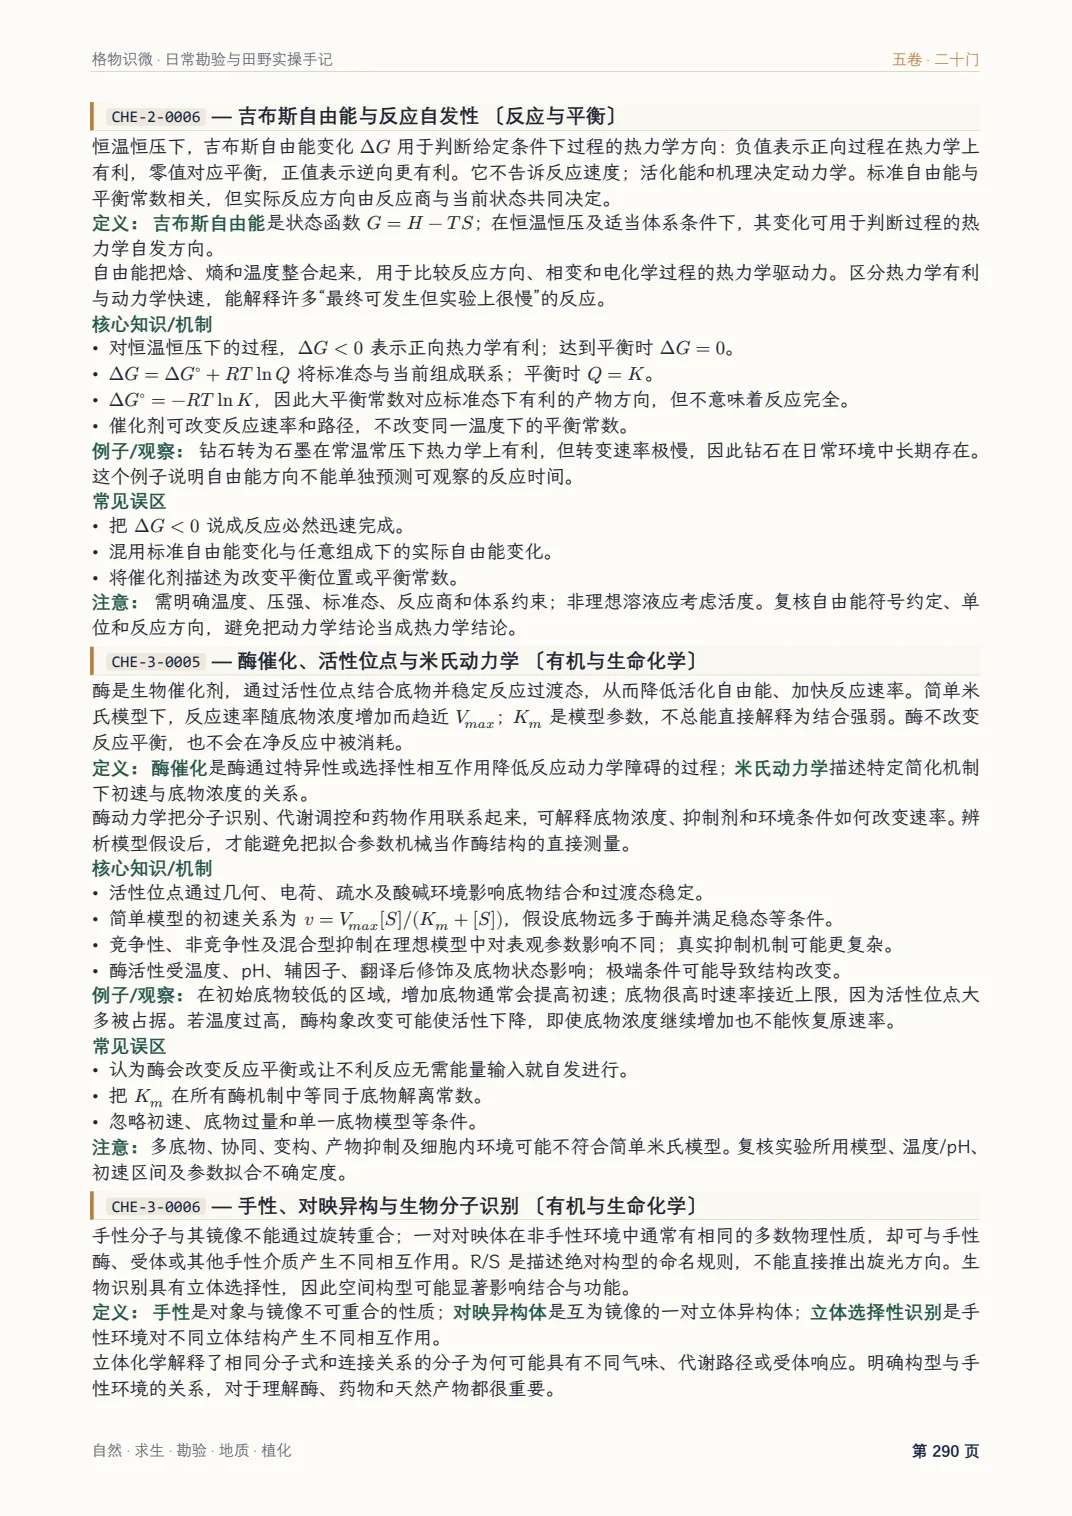 格物识微 · 日常勘验与田野实操手记
五卷 · 二十门
CHE-2-0006 — 吉布斯自由能与反应自发性 〔反应与平衡〕
恒温恒压下，吉布斯自由能变化 ΔG 用于判断给定条件下过程的热力学方向：负值表示正向过程在热力学上
有利，零值对应平衡，正值表示逆向更有利。它不告诉反应速度；活化能和机理决定动力学。标准自由能与
平衡常数相关，但实际反应方向由反应商与当前状态共同决定。
定义： 吉布斯自由能是状态函数 G = H − TS；在恒温恒压及适当体系条件下，其变化可用于判断过程的热
力学自发方向。
自由能把焓、熵和温度整合起来，用于比较反应方向、相变和电化学过程的热力学驱动力。区分热力学有利
与动力学快速，能解释许多“最终可发生但实验上很慢”的反应。
核心知识/机制
• 对恒温恒压下的过程，ΔG < 0 表示正向热力学有利；达到平衡时 ΔG = 0。
• ΔG = ΔG° + RT ln Q 将标准态与当前组成联系；平衡时 Q = K。
• ΔG° = −RT ln K，因此大平衡常数对应标准态下有利的产物方向，但不意味着反应完全。
• 催化剂可改变反应速率和路径，不改变同一温度下的平衡常数。
例子/观察： 钻石转为石墨在常温常压下热力学上有利，但转变速率极慢，因此钻石在日常环境中长期存在。
这个例子说明自由能方向不能单独预测可观察的反应时间。
常见误区
• 把 ΔG < 0 说成反应必然迅速完成。
• 混用标准自由能变化与任意组成下的实际自由能变化。
• 将催化剂描述为改变平衡位置或平衡常数。
注意： 需明确温度、压强、标准态、反应商和体系约束；非理想溶液应考虑活度。复核自由能符号约定、单
位和反应方向，避免把动力学结论当成热力学结论。
CHE-3-0005 — 酶催化、活性位点与米氏动力学 〔有机与生命化学〕
酶是生物催化剂，通过活性位点结合底物并稳定反应过渡态，从而降低活化自由能、加快反应速率。简单米
氏模型下，反应速率随底物浓度增加而趋近 V_max；K_m 是模型参数，不总能直接解释为结合强弱。酶不改变
反应平衡，也不会在净反应中被消耗。
定义： 酶催化是酶通过特异性或选择性相互作用降低反应动力学障碍的过程；米氏动力学描述特定简化机制
下初速与底物浓度的关系。
酶动力学把分子识别、代谢调控和药物作用联系起来，可解释底物浓度、抑制剂和环境条件如何改变速率。辨
析模型假设后，才能避免把拟合参数机械当作酶结构的直接测量。
核心知识/机制
• 活性位点通过几何、电荷、疏水及酸碱环境影响底物结合和过渡态稳定。
• 简单模型的初速关系为 v = V_max[S]/(K_m + [S])，假设底物远多于酶并满足稳态等条件。
• 竞争性、非竞争性及混合型抑制在理想模型中对表观参数影响不同；真实抑制机制可能更复杂。
• 酶活性受温度、pH、辅因子、翻译后修饰及底物状态影响；极端条件可能导致结构改变。
例子/观察： 在初始底物较低的区域，增加底物通常会提高初速；底物很高时速率接近上限，因为活性位点大
多被占据。若温度过高，酶构象改变可能使活性下降，即使底物浓度继续增加也不能恢复原速率。
常见误区
• 认为酶会改变反应平衡或让不利反应无需能量输入就自发进行。
• 把 K_m 在所有酶机制中等同于底物解离常数。
• 忽略初速、底物过量和单一底物模型等条件。
注意： 多底物、协同、变构、产物抑制及细胞内环境可能不符合简单米氏模型。复核实验所用模型、温度/pH、
初速区间及参数拟合不确定度。
CHE-3-0006 — 手性、对映异构与生物分子识别 〔有机与生命化学〕
手性分子与其镜像不能通过旋转重合；一对对映体在非手性环境中通常有相同的多数物理性质，却可与手性
酶、受体或其他手性介质产生不同相互作用。R/S 是描述绝对构型的命名规则，不能直接推出旋光方向。生
物识别具有立体选择性，因此空间构型可能显著影响结合与功能。
定义： 手性是对象与镜像不可重合的性质；对映异构体是互为镜像的一对立体异构体；立体选择性识别是手
性环境对不同立体结构产生不同相互作用。
立体化学解释了相同分子式和连接关系的分子为何可能具有不同气味、代谢路径或受体响应。明确构型与手
性环境的关系，对于理解酶、药物和天然产物都很重要。
自然 · 求生 · 勘验 · 地质 · 植化
第 290 页